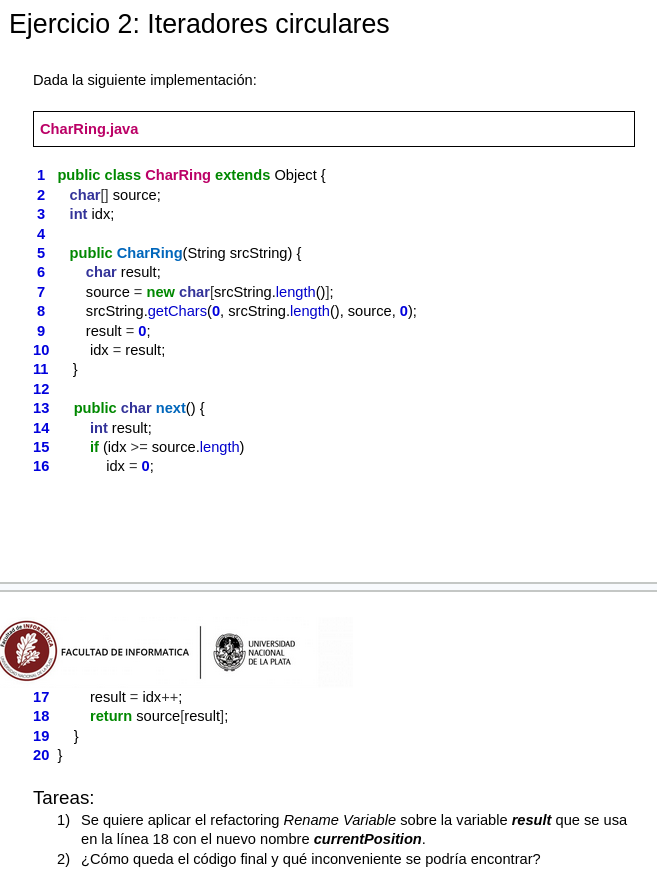 Ejercicio 2: Iteradores circulares
Dada la siguiente implementación:
CharRing.java
1 public class CharRing extends Object {
2 char[] source;
3 int idx;
4
5 public CharRing(String srcString) {
6 char result;
7 source = new char[srcString.length()];
8 srcString.getChars(0, srcString.length(), source, 0);
9 result = 0;
10 idx = result;
11 }
12
13 public char next() {
14 int result;
15 if (idx >= source.length)
16 idx = 0;
FACULTAD DE INFORMATICA
UNIVERSIDAD
NACIONAL
DE LA PLATA
17 result = idx++;
18 return source[result];
19 }
20 }
Tareas:
1) Se quiere aplicar el refactoring Rename Variable sobre la variable result que se usa
en la línea 18 con el nuevo nombre currentPosition.
2) ¿Cómo queda el código final y qué inconveniente se podría encontrar?